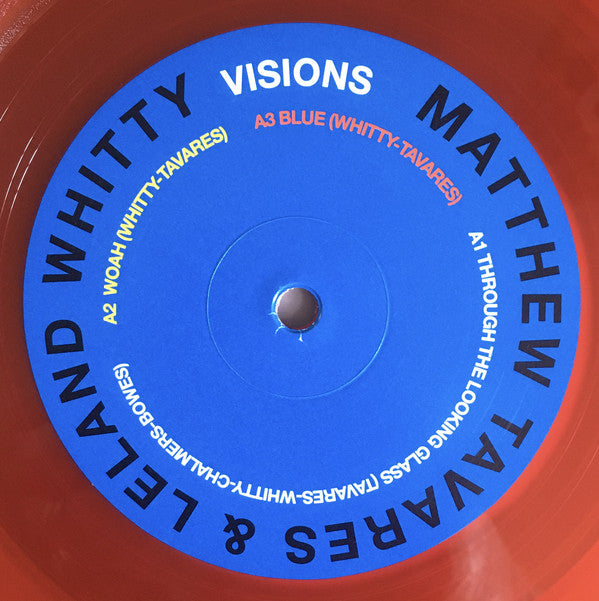 VISIONS
MATTHEW TAVARES & LELAND WHITTY
A1 THROUGH THE LOOKING GLASS (TAVARES-WHITTY-CHALMERS-BOWES)
A2 WOAH (WHITTY-TAVARES)
A3 BLUE (WHITTY-TAVARES)